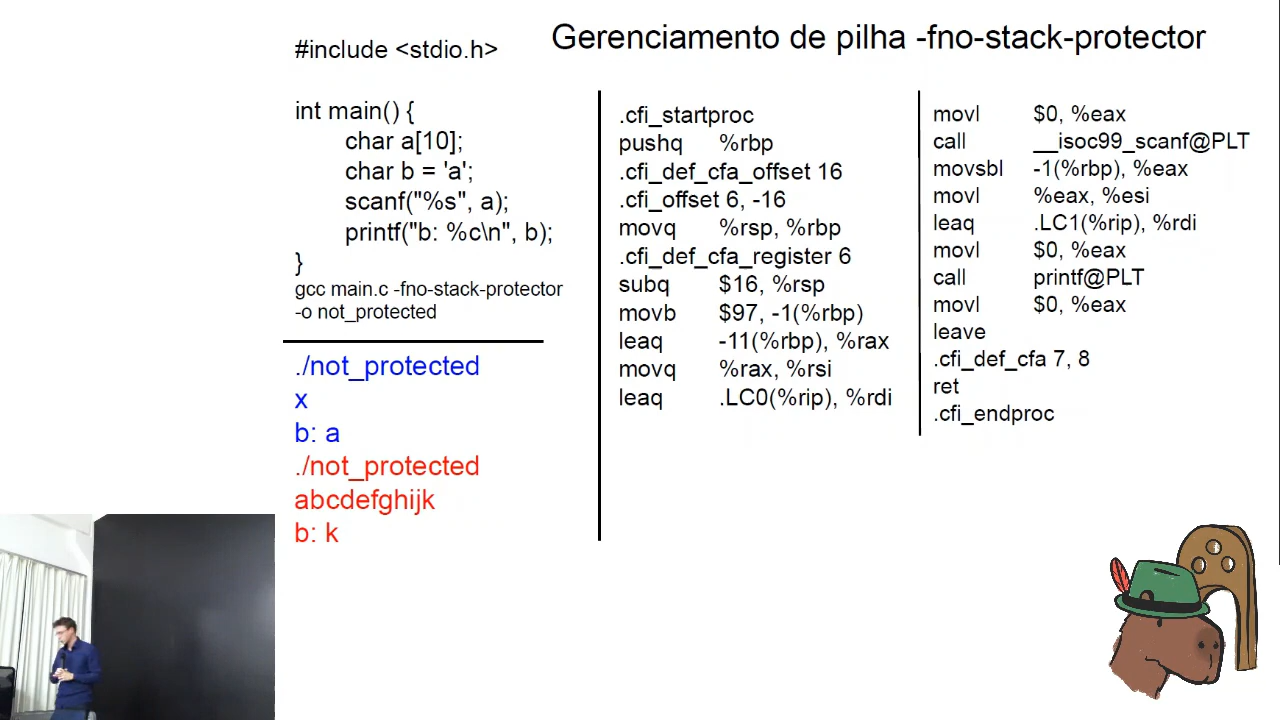 Gerenciamento de pilha -fno-stack-protector
#include <stdio.h>
int main() {
char a[10];
char b = 'a';
scanf("%s", a);
printf("b: %c\n", b);
}
gcc main.c -fno-stack-protector
-o not_protected
./not_protected
x
b: a
./not_protected
abcdefghijk
b: k
.cfi_startproc
pushq %rbp
.cfi_def_cfa_offset 16
.cfi_offset 6, -16
movq %rsp, %rbp
.cfi_def_cfa_register 6
subq $16, %rsp
movb $97, -1(%rbp)
leaq -11(%rbp), %rax
movq %rax, %rsi
leaq .LC0(%rip), %rdi
movl $0, %eax
call __isoc99_scanf@PLT
movsbl -1(%rbp), %eax
movl %eax, %esi
leaq .LC1(%rip), %rdi
movl $0, %eax
call printf@PLT
movl $0, %eax
leave
.cfi_def_cfa 7, 8
ret
.cfi_endproc